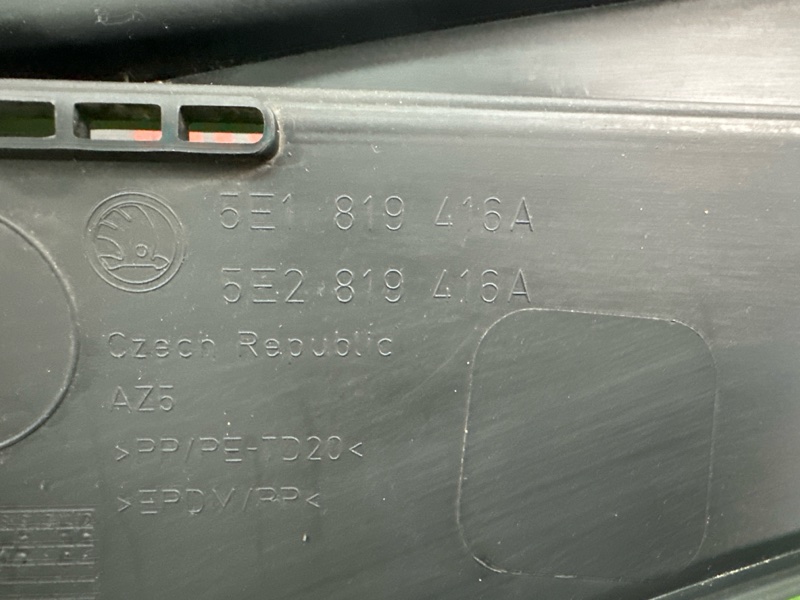 5E1 819 416A
5E2 819 416A
Czech Republic
AZ5
>PP/PE-TD20<
>EPDM/PP<